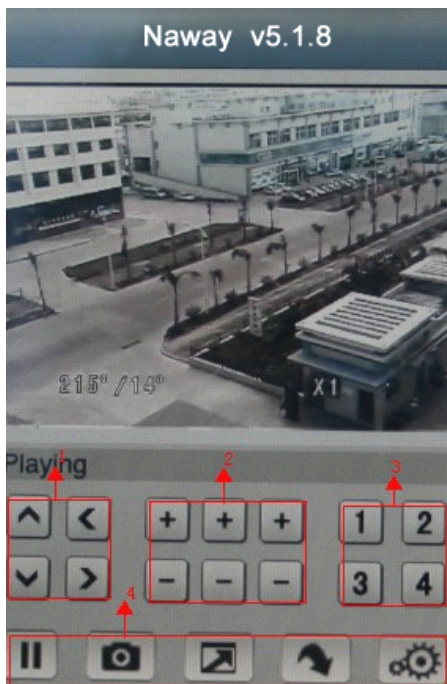 Naway v5.1.8
215°/14°
X1
Playing
1
2
3
4
+ + +
1 2
- - -
3 4